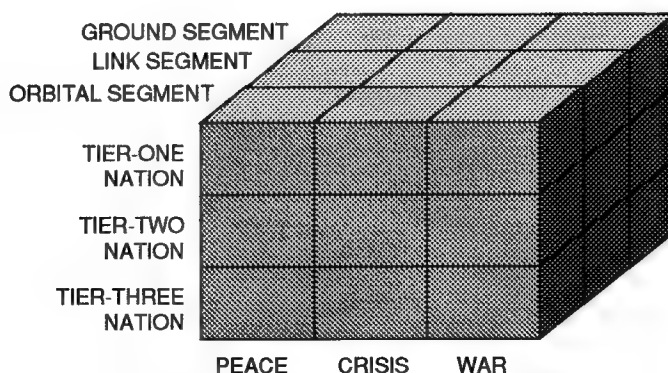 GROUND SEGMENT
LINK SEGMENT
ORBITAL SEGMENT
TIER-ONE
NATION
TIER-TWO
NATION
TIER-THREE
NATION
PEACE CRISIS WAR